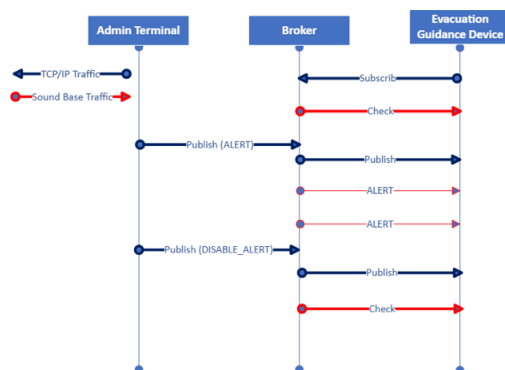 Admin Terminal
Broker
Evacuation
Guidance Device
TCP/IP Traffic
Subscrib
Sound Base Traffic
Check
Publish (ALERT)
Publish
ALERT
ALERT
Publish (DISABLE_ALERT)
Publish
Check